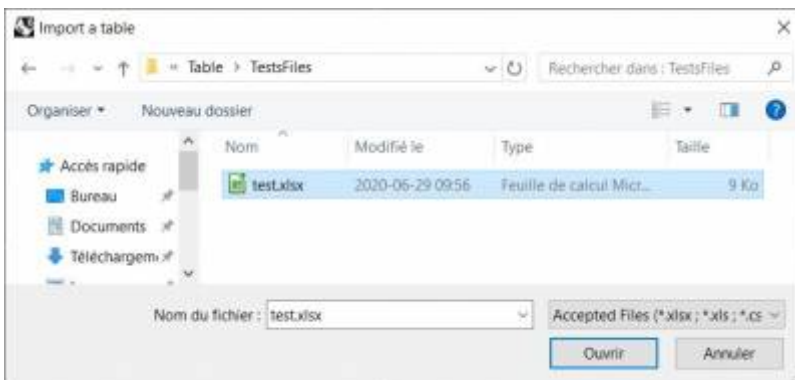 Import a table
« Table > TestsFiles
Rechercher dans : TestsFiles
Organiser
Nouveau dossier
Nom
Modifié le
Type
Taille
Accès rapide
Bureau
Documents
Téléchargem
test.xlsx
2020-06-29 09:56
Feuille de calcul Micr...
9 Ko
Nom du fichier : test.xlsx
Accepted Files (*.xlsx ; *.xls ; *.cs
Ouvrir
Annuler